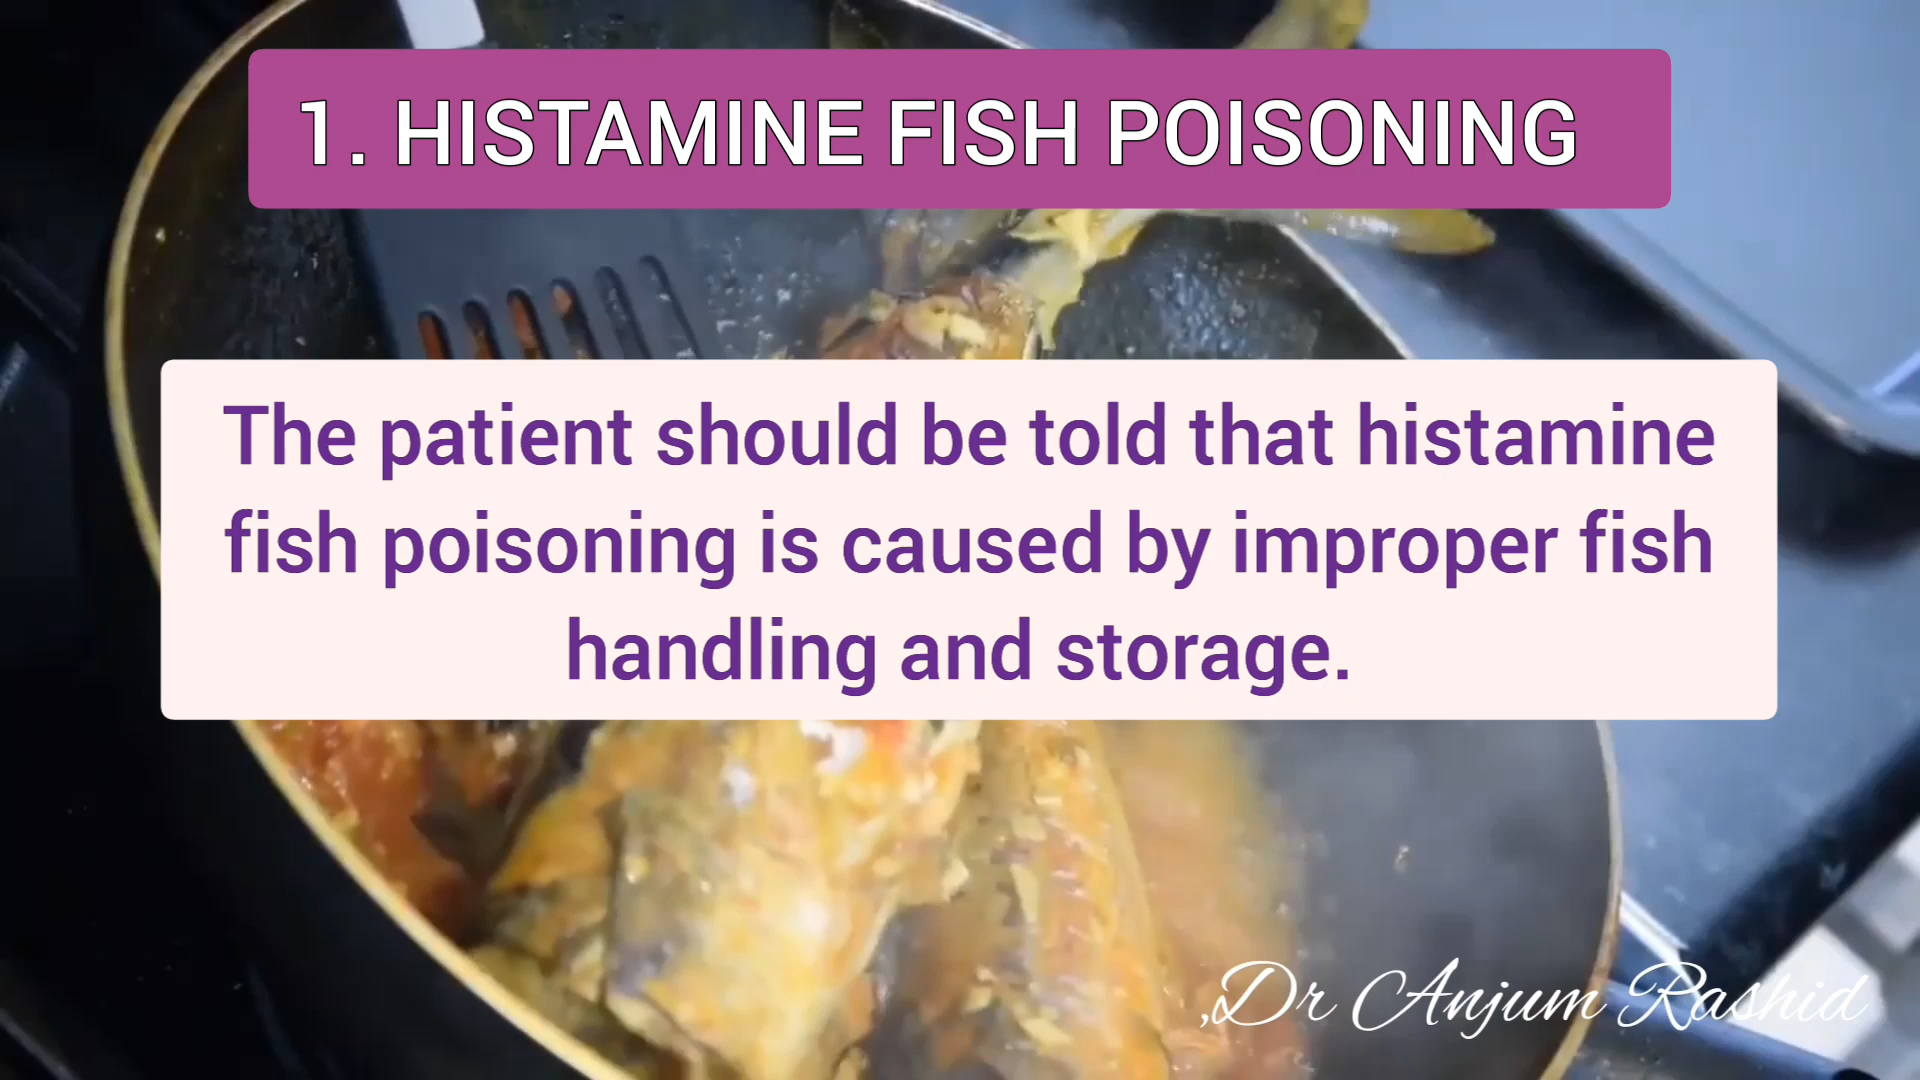 1. HISTAMINE FISH POISONING
The patient should be told that histamine
fish poisoning is caused by improper fish
handling and storage.
,Dr Anjum Rashid